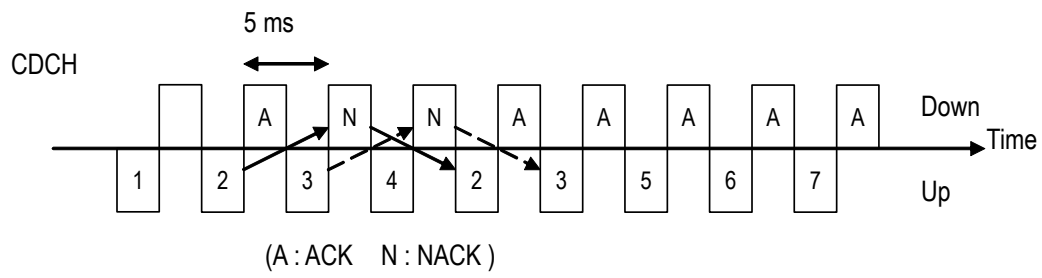 5 ms
CDCH
A N N A A A A A
Down
Time
1 2 3 4 2 3 5 6 7
Up
(A : ACK N : NACK )